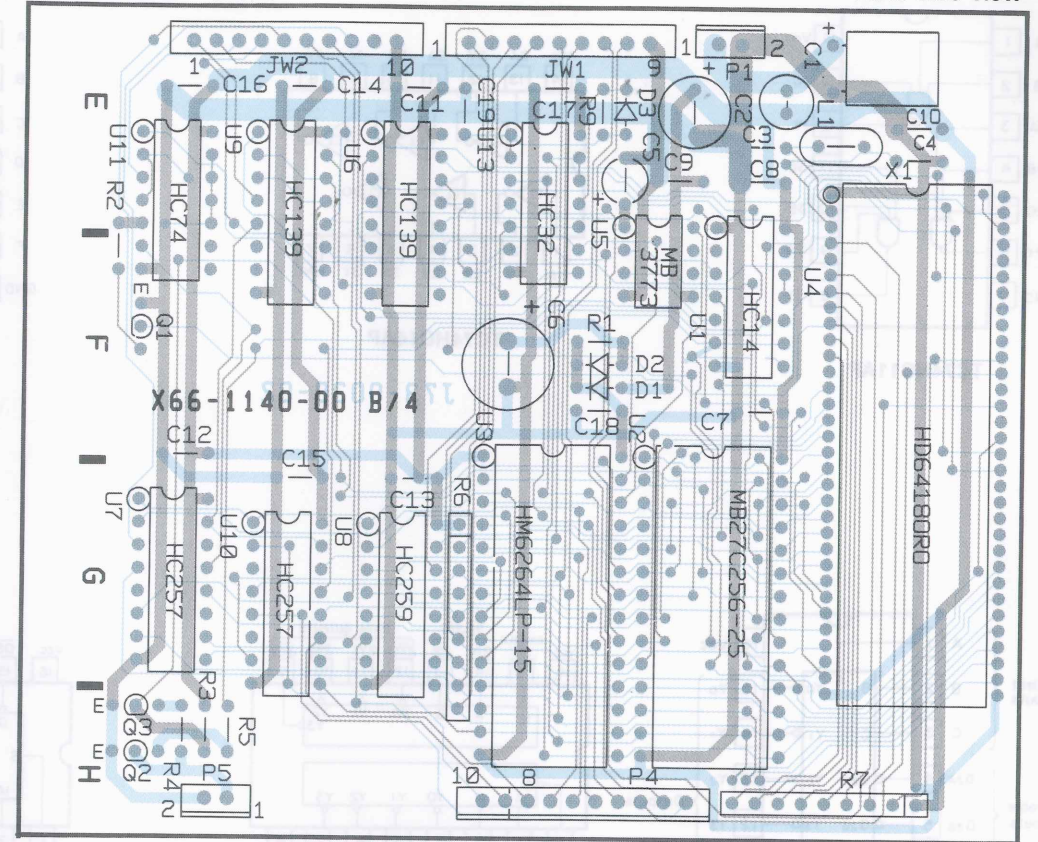 1 JW2 10
1 JW1 9
1 P1 2
+ C1
C16 C14 C11 C19 C17 R9 D3 C5 + C2 L1 C10
E
U11 U9 U6 U13 C9 C3 C8 C4 X1
R2 HC74 HC139 HC139 HC32 + U5 MB 3773 HC14 U4
E
Q1 + C6 R1 U1
F
D2
D1
X66-1140-00 B/4
C18 C7
C12 C15 C13 U3 U2 HD64180R0
U7 U10 U8 R6
HC257 HC257 HC259 HM6264LP-15 MB27C256-25
G
E Q3 R3 R5
E Q2 R4 P5
H
2 1
10 8 P4 R7